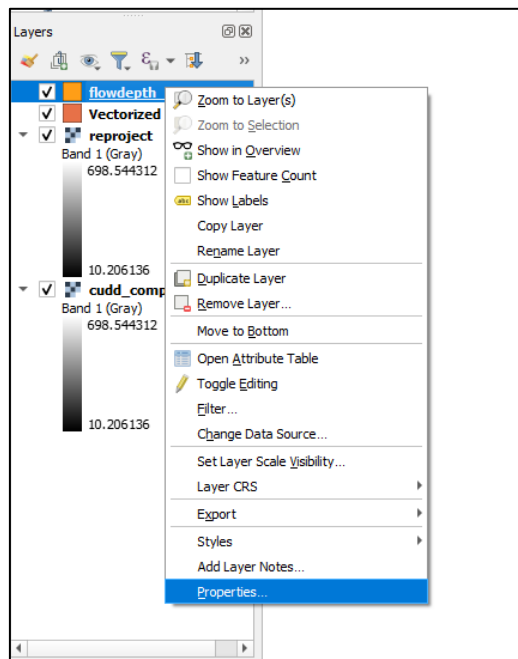 Layers
»
flowdepth
Vectorized
reproject
Band 1 (Gray)
698.544312
10.206136
cudd_comp
Band 1 (Gray)
698.544312
10.206136
Zoom to Layer(s)
Zoom to Selection
Show in Overview
Show Feature Count
abc Show Labels
Copy Layer
Rename Layer
Duplicate Layer
Remove Layer...
Move to Bottom
Open Attribute Table
Toggle Editing
Filter...
Change Data Source...
Set Layer Scale Visibility...
Layer CRS
Export
Styles
Add Layer Notes...
Properties...